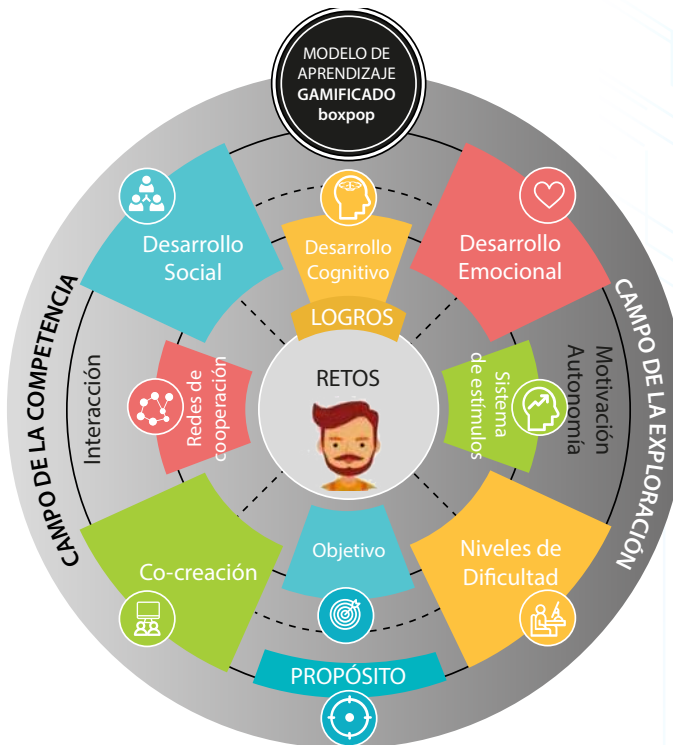 MODELO DE
APRENDIZAJE
GAMIFICADO
boxpop
Desarrollo
Social
Desarrollo
Cognitivo
Desarrollo
Emocional
LOGROS
CAMPO DE LA COMPETENCIA
Interacción
Redes de
cooperación
RETOS
Sistema
de estímulos
Motivación
Autonomía
CAMPO DE LA EXPLORACIÓN
Co-creación
Objetivo
Niveles de
Dificultad
PROPÓSITO